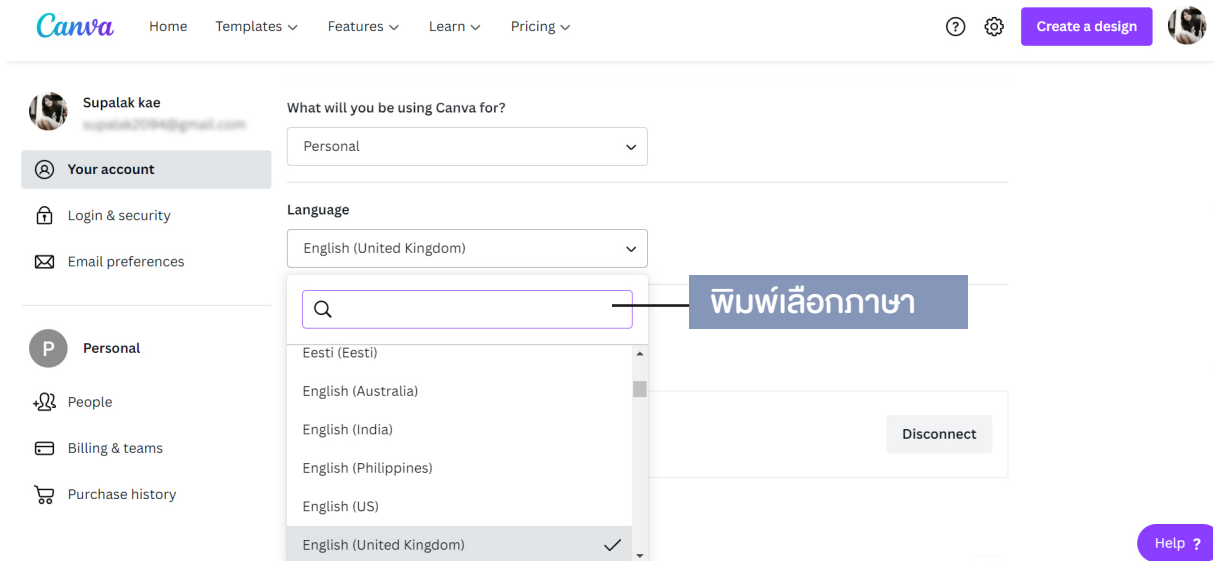 Canva
Home
Templates
Features
Learn
Pricing
?
Create a design
Supalak kae
Your account
Login & security
Email preferences
P
Personal
People
Billing & teams
Purchase history
What will you be using Canva for?
Personal
Language
English (United Kingdom)
พิมพ์เลือกภาษา
Eesti (Eesti)
English (Australia)
English (India)
English (Philippines)
English (US)
English (United Kingdom)
Disconnect
Help ?